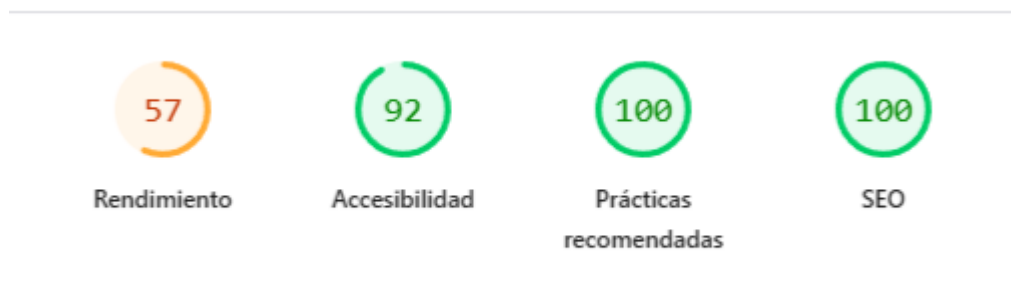 57
92
100
100
Rendimiento
Accesibilidad
Prácticas
recomendadas
SEO